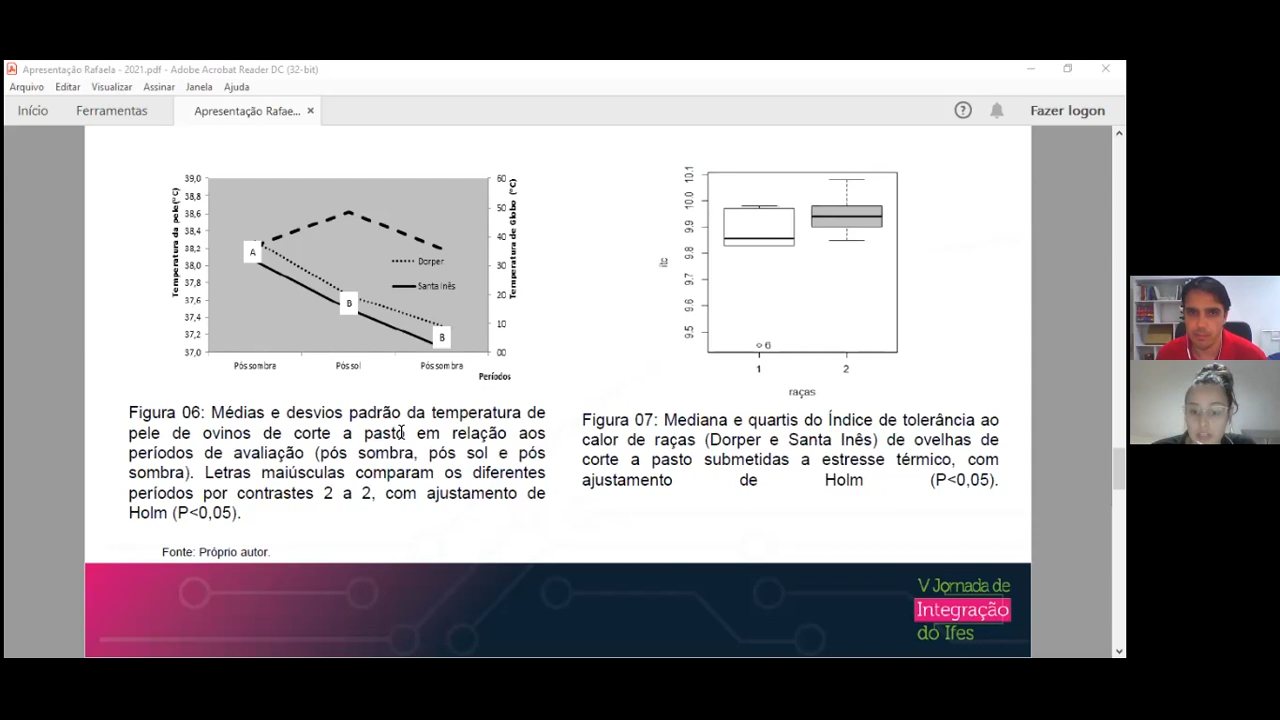 Apresentação Rafaela - 2021.pdf - Adobe Acrobat Reader DC (32-bit)
Arquivo Editar Visualizar Assinar Janela Ajuda
Início Ferramentas Apresentação Rafae... × ? Fazer logon
Temperatura da pele (°C)
39,0
38,8
38,6
38,4
38,2
38,0
37,8
37,6
37,4
37,2
37,0
A
B
B
Dorper
Santa Inês
60
50
40
30
20
10
00
Temperatura de Globo (°C)
Pós sombra Pós sol Pós sombra
Períodos
10.1
10.0
9.9
9.8
9.7
9.6
9.5
itc
6
1 2
raças
Figura 06: Médias e desvios padrão da temperatura de
pele de ovinos de corte a pasto em relação aos
períodos de avaliação (pós sombra, pós sol e pós
sombra). Letras maiúsculas comparam os diferentes
períodos por contrastes 2 a 2, com ajustamento de
Holm (P<0,05).
Figura 07: Mediana e quartis do Índice de tolerância ao
calor de raças (Dorper e Santa Inês) de ovelhas de
corte a pasto submetidas a estresse térmico, com
ajustamento de Holm (P<0,05).
Fonte: Próprio autor.
V Jornada de
Integração
do Ifes